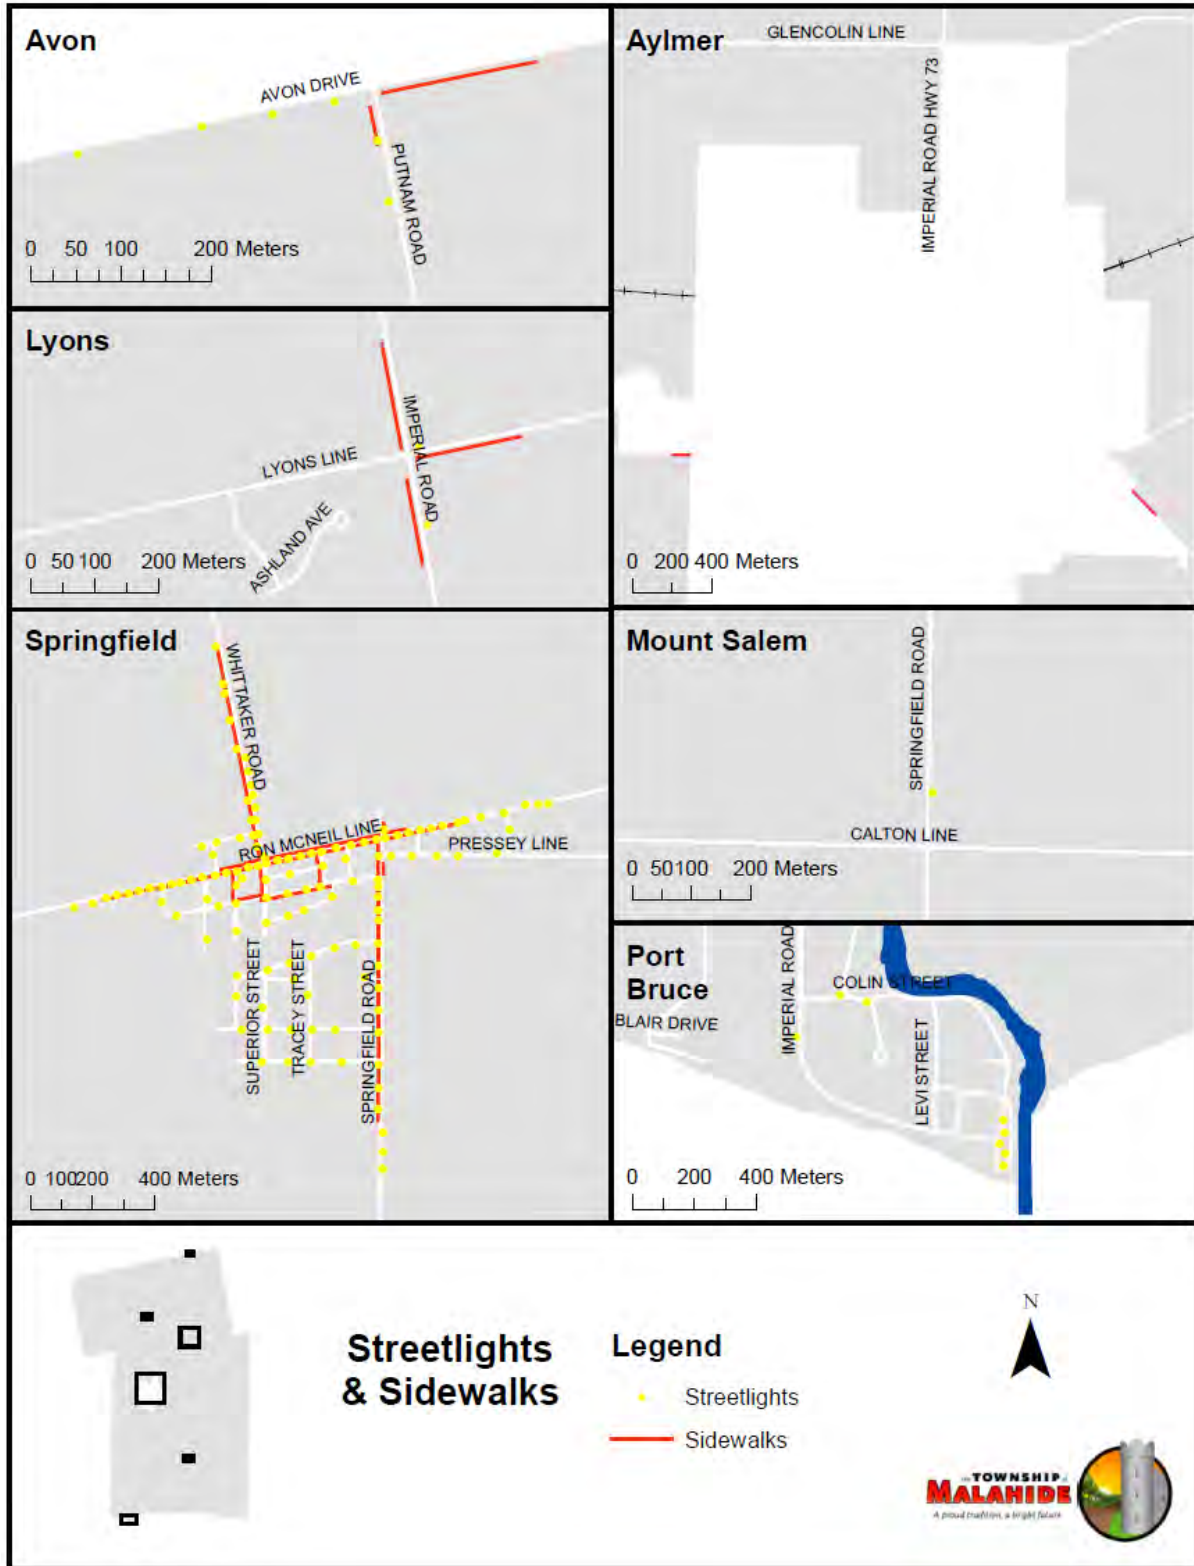 Avon
AVON DRIVE
PUTNAM ROAD
0 50 100 200 Meters
Aylmer
GLENCOLIN LINE
IMPERIAL ROAD HWY 73
0 200 400 Meters
Lyons
IMPERIAL ROAD
LYONS LINE
ASHLAND AVE
0 50 100 200 Meters
Springfield
WHITTAKER ROAD
RON MCNEIL LINE
PRESSEY LINE
SUPERIOR STREET
TRACEY STREET
SPRINGFIELD ROAD
0 100 200 400 Meters
Mount Salem
SPRINGFIELD ROAD
CALTON LINE
0 50 100 200 Meters
Port
Bruce
IMPERIAL ROAD
COLIN STREET
BLAIR DRIVE
LEVI STREET
0 200 400 Meters
Streetlights
& Sidewalks
Legend
Streetlights
Sidewalks
N
TOWNSHIP
MALAHIDE
A proud tradition, a bright future